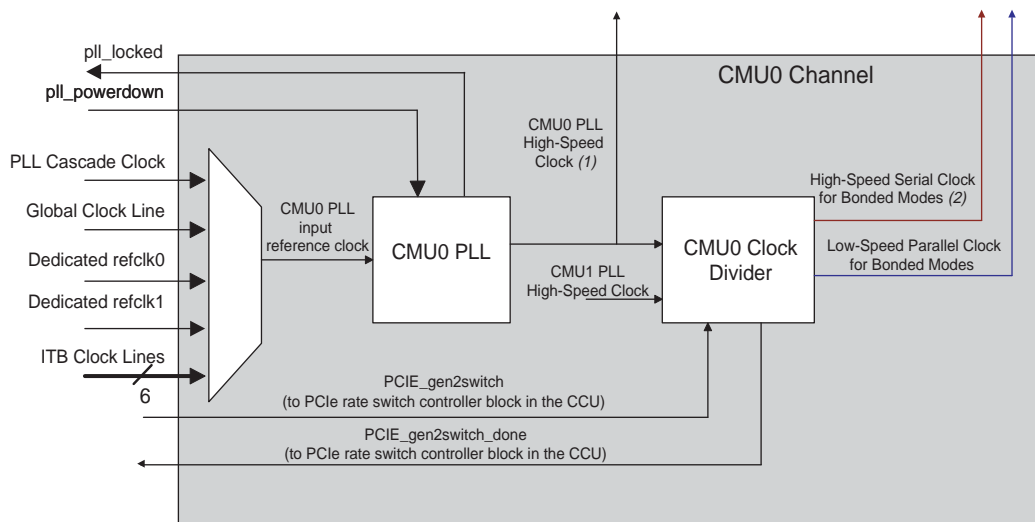 pll_locked
CMU0 Channel
pll_powerdown
CMU0 PLL
High-Speed
Clock (1)
PLL Cascade Clock
Global Clock Line
Dedicated refclk0
Dedicated refclk1
ITB Clock Lines
6
CMU0 PLL
input
reference clock
CMU0 PLL
CMU1 PLL
High-Speed Clock
CMU0 Clock
Divider
High-Speed Serial Clock
for Bonded Modes (2)
Low-Speed Parallel Clock
for Bonded Modes
PCIE_gen2switch
(to PCIe rate switch controller block in the CCU)
PCIE_gen2switch_done
(to PCIe rate switch controller block in the CCU)